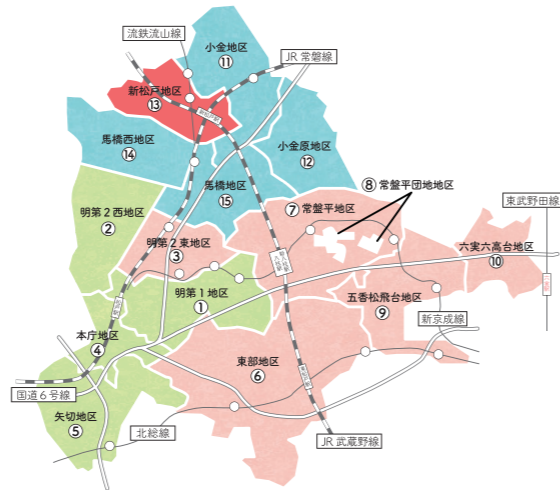 流鉄流山線
小金地区
⑪
JR 常磐線
新松戸地区
⑬
馬橋西地区
⑭
小金原地区
⑫
馬橋地区
⑮
⑧ 常盤平団地地区
⑦ 常盤平地区
東武野田線
明第２西地区
②
明第２東地区
③
六実六高台地区
⑩
明第１地区
①
五香松飛台地区
⑨
新京成線
本庁地区
④
東部地区
⑥
国道６号線
矢切地区
⑤
北総線
JR 武蔵野線